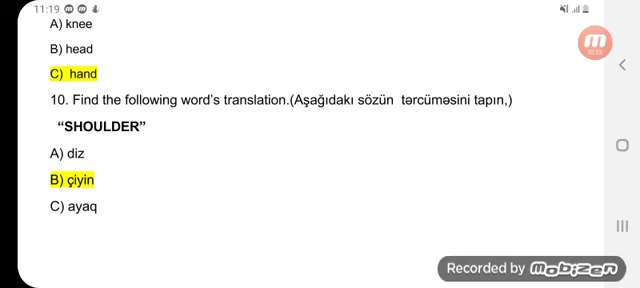 11:19
A) knee
B) head
C) hand
10. Find the following word's translation.(Aşağıdakı sözün tərcüməsini tapın,)
"SHOULDER"
A) diz
B) çiyin
C) ayaq
Recorded by mobizen